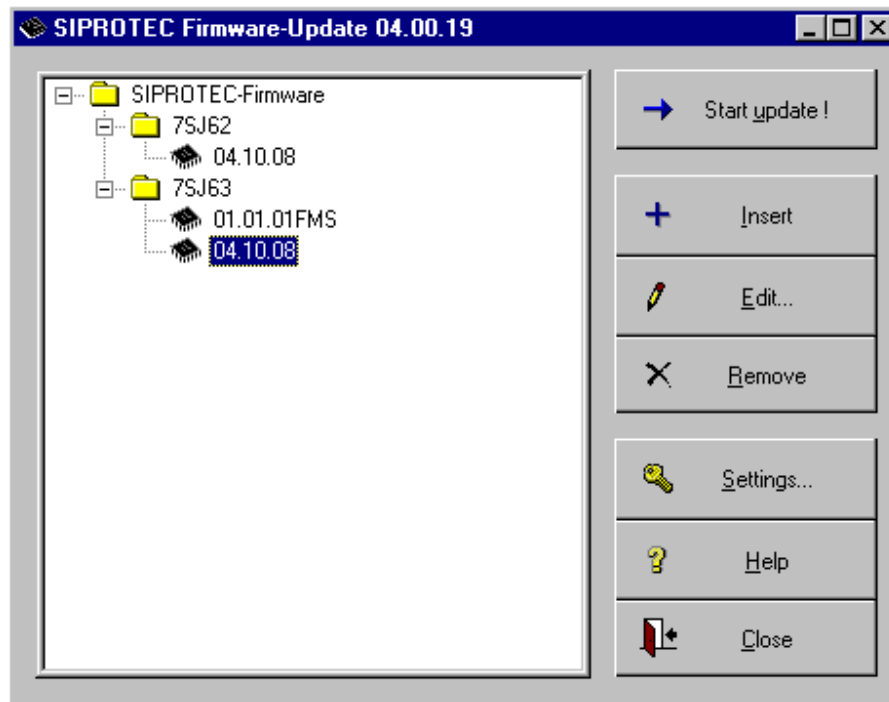 SIPROTEC Firmware-Update 04.00.19
SIPROTEC-Firmware
7SJ62
04.10.08
7SJ63
01.01.01FMS
04.10.08
Start update !
Insert
Edit...
Remove
Settings...
Help
Close